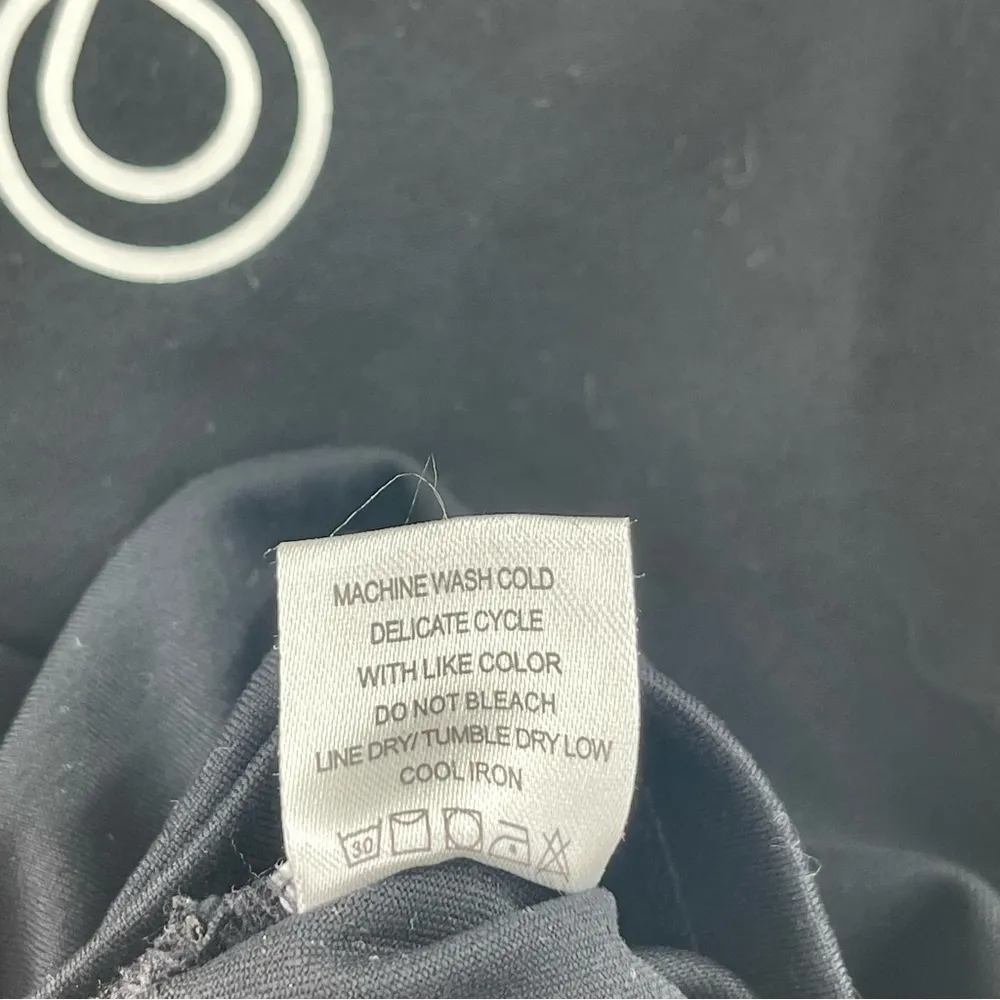 MACHINE WASH COLD
DELICATE CYCLE
WITH LIKE COLOR
DO NOT BLEACH
LINE DRY/TUMBLE DRY LOW
COOL IRON
30